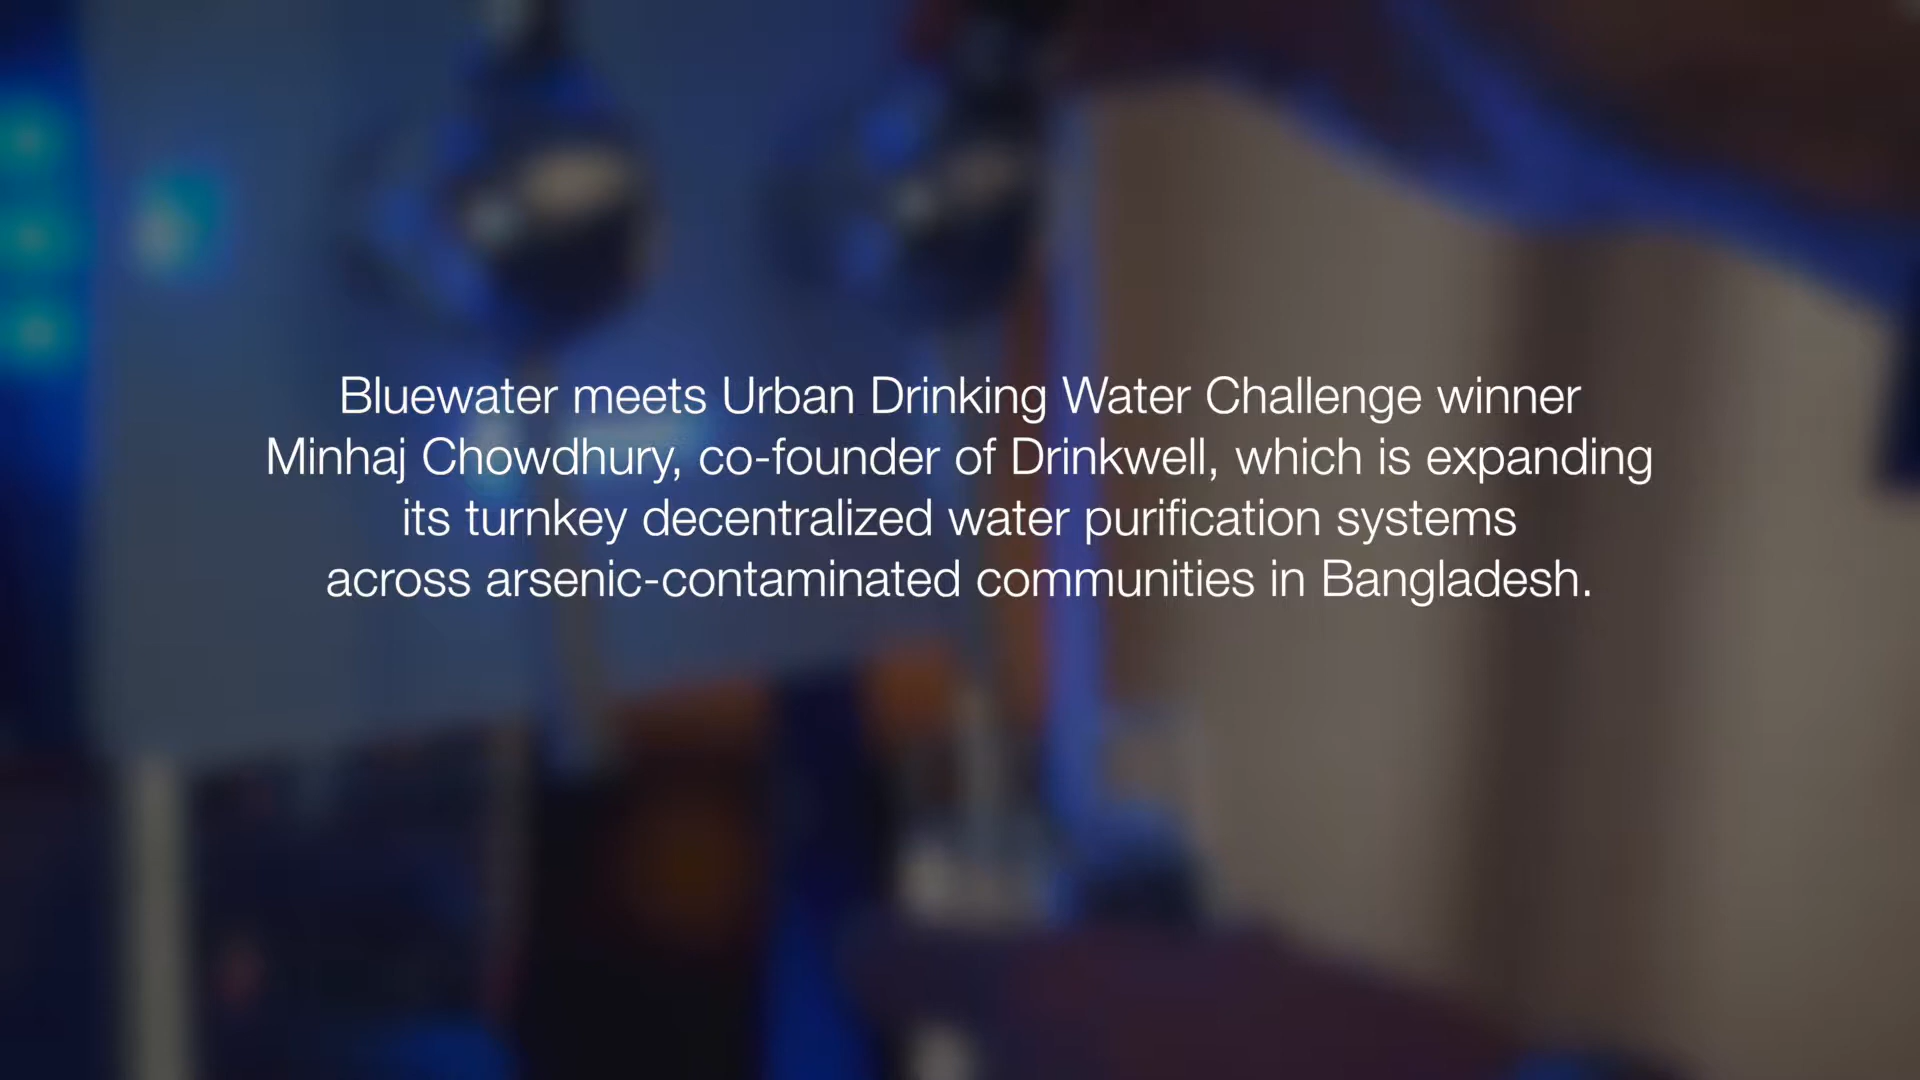 Bluewater meets Urban Drinking Water Challenge winner
Minhaj Chowdhury, co-founder of Drinkwell, which is expanding
its turnkey decentralized water purification systems
across arsenic-contaminated communities in Bangladesh.